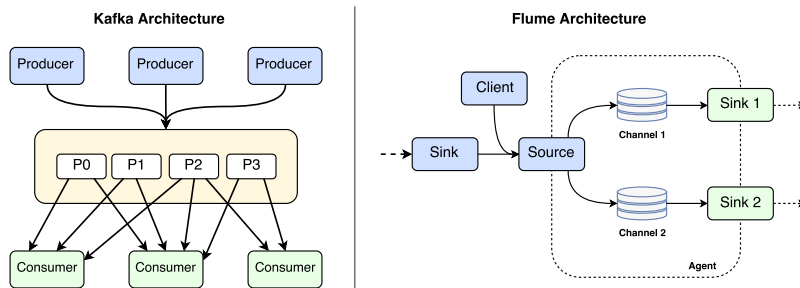 Kafka Architecture
Producer
Producer
Producer
P0
P1
P2
P3
Consumer
Consumer
Consumer
Flume Architecture
Client
Sink
Source
Channel 1
Sink 1
Channel 2
Sink 2
Agent